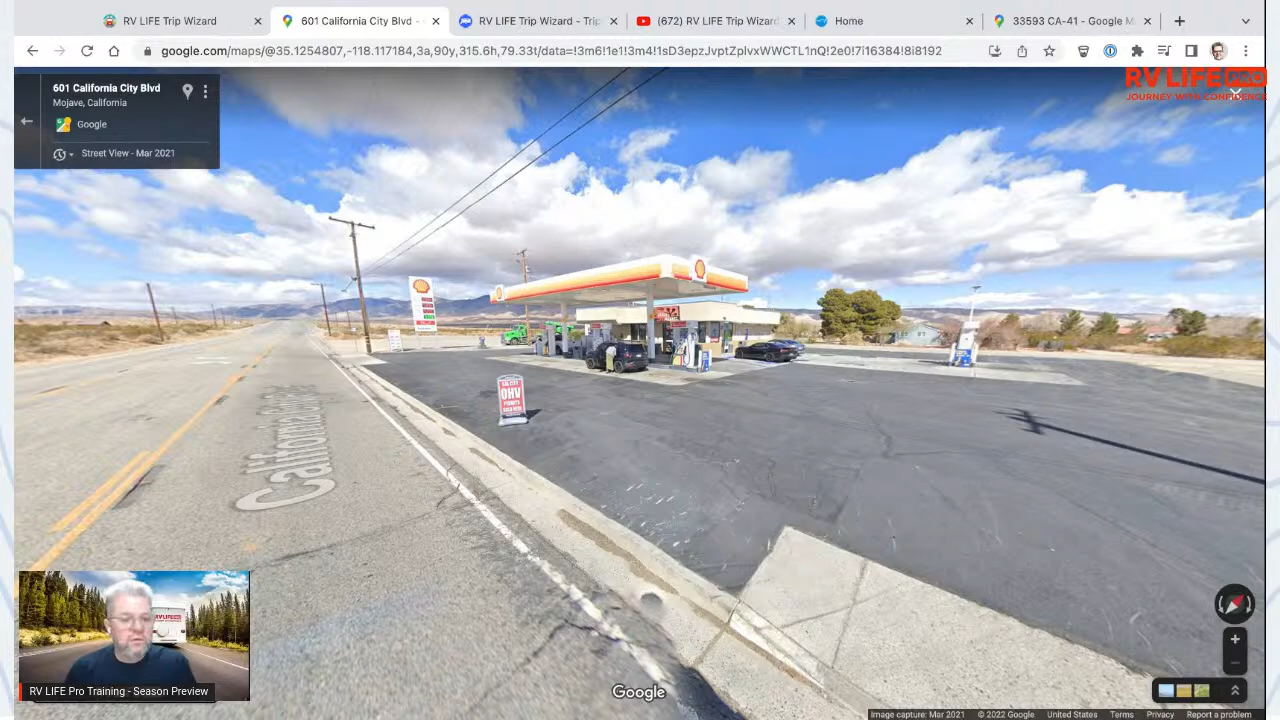 RV LIFE Trip Wizard
601 California City Blvd -
RV LIFE Trip Wizard - Trip
(672) RV LIFE Trip Wizard
Home
33593 CA-41 - Google M
google.com/maps/@35.1254807,-118.117184,3a,90y,315.6h,79.33t/data=!3m6!1e1!3m4!1sD3epzJvptZpIvxWWCTL1nQ!2e0!7i16384!8i8192
601 California City Blvd
Mojave, California
Google
Street View - Mar 2021
RV LIFE PRO
JOURNEY WITH CONFIDENCE
OHV
PERMITS
SOLD HERE
California City Blvd
RV LIFE Pro Training - Season Preview
Google
Image capture: Mar 2021 © 2022 Google United States Terms Privacy Report a problem